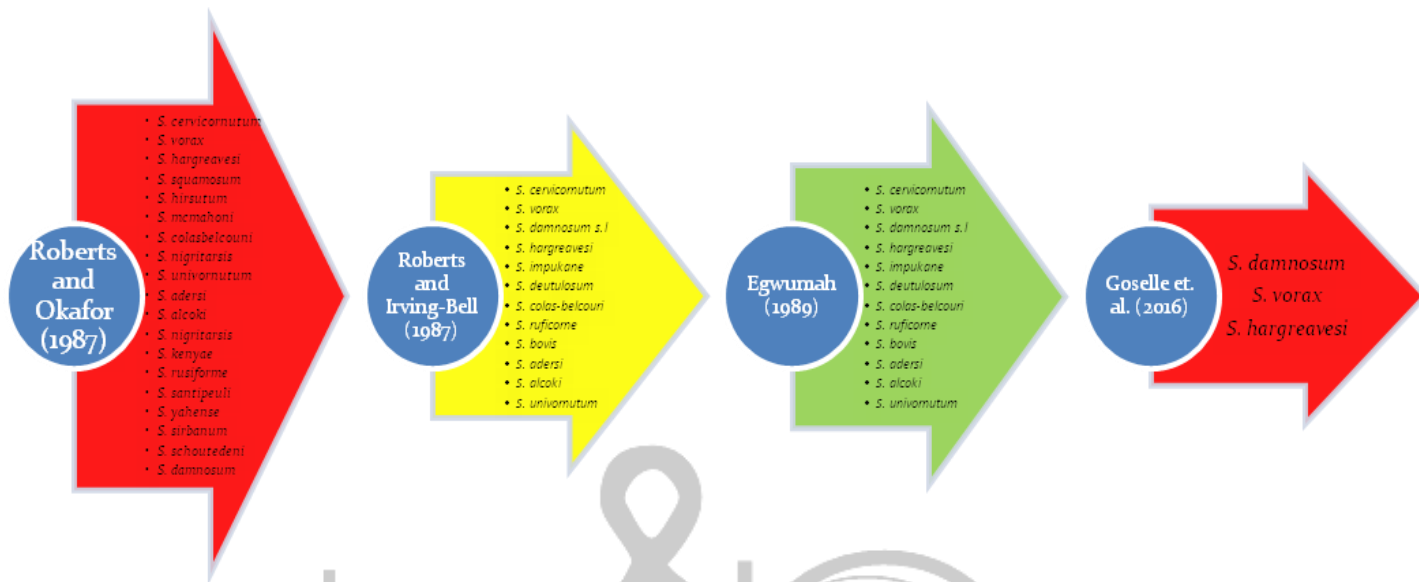 Roberts
and
Okafor
(1987)
• S. cervicornutum
• S. vorax
• S. hargreavesi
• S. squamosum
• S. hirsutum
• S. mcmahoni
• S. colasbelcouni
• S. nigritarsis
• S. univornutum
• S. adersi
• S. alcoki
• S. nigritarsis
• S. kenyae
• S. rusiforme
• S. santipeuli
• S. yahense
• S. sirbanum
• S. schoutedeni
• S. damnosum
Roberts
and
Irving-Bell
(1987)
• S. cervicornutum
• S. vorax
• S. damnosum s.l
• S. hargreavesi
• S. impukane
• S. deutulosum
• S. colas-belcouri
• S. ruficorne
• S. bovis
• S. adersi
• S. alcoki
• S. univornutum
Egwumah
(1989)
• S. cervicornutum
• S. vorax
• S. damnosum s.l
• S. hargreavesi
• S. impukane
• S. deutulosum
• S. colas-belcouri
• S. ruficorne
• S. bovis
• S. adersi
• S. alcoki
• S. univornutum
Goselle et.
al. (2016)
S. damnosum
S. vorax
S. hargreavesi